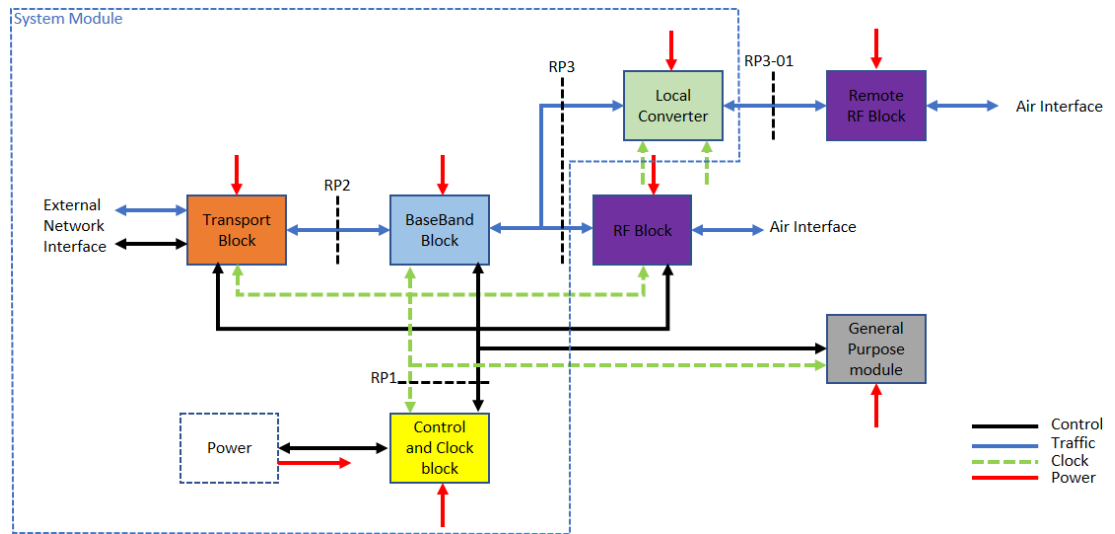 System Module
RP3
RP3-01
Local
Converter
Remote
RF Block
Air Interface
External
Network
Interface
Transport
Block
RP2
BaseBand
Block
RF Block
Air Interface
General
Purpose
module
RP1
Power
Control
and Clock
block
Control
Traffic
Clock
Power